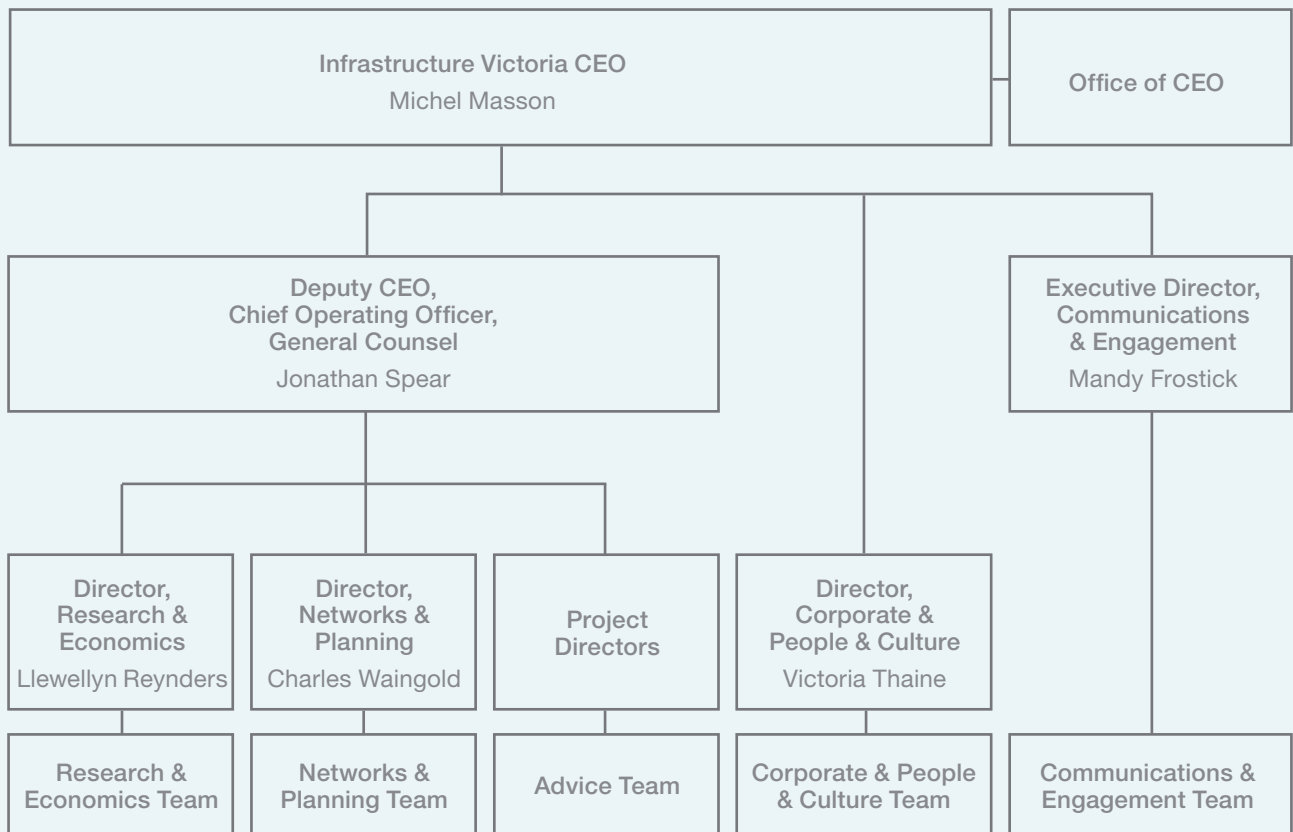 Infrastructure Victoria CEO
Michel Masson
Office of CEO
Deputy CEO,
Chief Operating Officer,
General Counsel
Jonathan Spear
Executive Director,
Communications
& Engagement
Mandy Frostick
Director,
Research &
Economics
Llewellyn Reynders
Director,
Networks &
Planning
Charles Waingold
Project
Directors
Director,
Corporate &
People & Culture
Victoria Thaine
Research &
Economics Team
Networks &
Planning Team
Advice Team
Corporate & People
& Culture Team
Communications &
Engagement Team